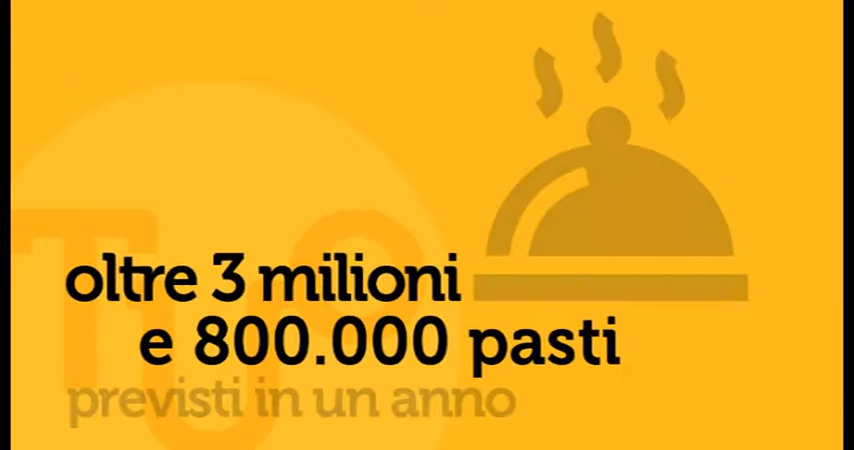 oltre 3 milioni
e 800.000 pasti
previsti in un anno